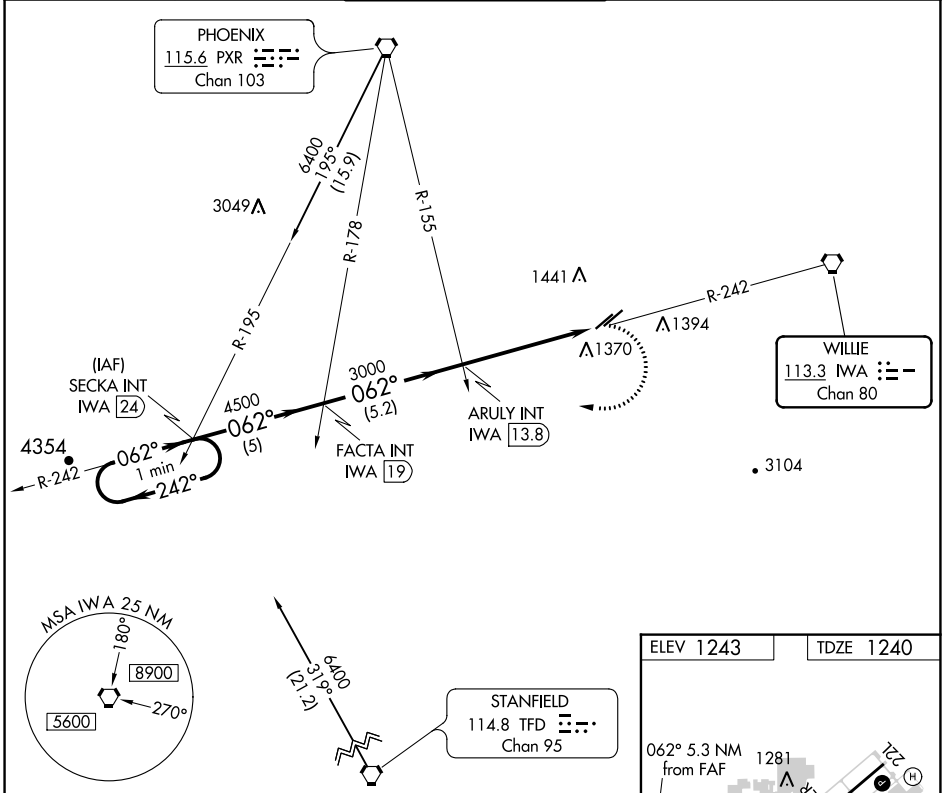 PHOENIX
115.6 PXR
Chan 103
6400
195°
(15.9)
3049
R-178
R-155
1441
R-242
1394
1370
WILLIE
113.3 IWA
Chan 80
R-195
(IAF)
SECKA INT
IWA 24
4500
062°
(5)
3000
062°
(5.2)
ARULY INT
IWA 13.8
FACTA INT
IWA 19
4354
R-242
062°
1 min
242°
3104
MSA IWA 25 NM
180°
8900
270°
5600
6400
319°
(21.2)
STANFIELD
114.8 TFD
Chan 95
ELEV 1243
TDZE 1240
062° 5.3 NM
from FAF
1281
22L
P
H